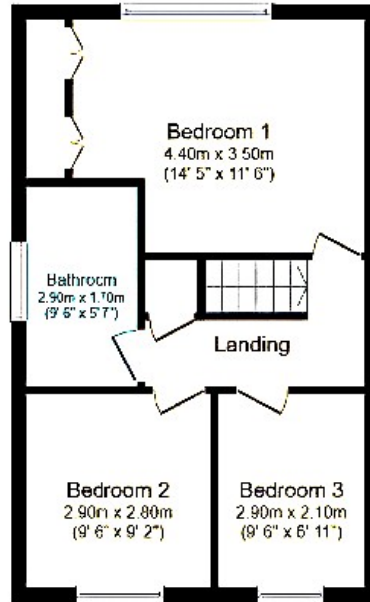 Bedroom 1
4.40m x 3.50m
(14' 5" x 11' 6")
Bathroom
2.90m x 1.70m
(9' 6" x 5'7")
Landing
Bedroom 2
2.90m x 2.80m
(9' 6" x 9' 2")
Bedroom 3
2.90m x 2.10m
(9' 6" x 6' 11")